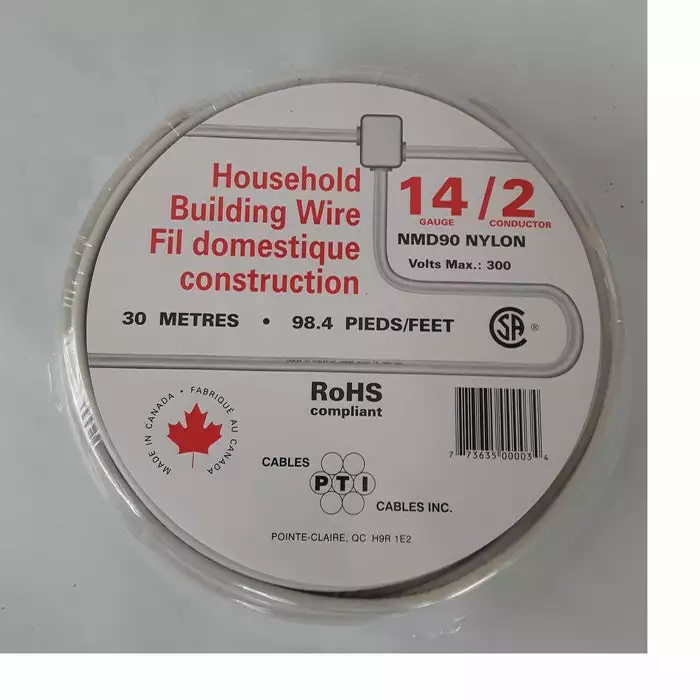 Household
Building Wire
Fil domestique
construction
14/2
GAUGE CONDUCTOR
NMD90 NYLON
Volts Max.: 300
30 METRES • 98.4 PIEDS/FEET
SA ®
RoHS
compliant
MADE IN CANADA • FABRIQUÉ AU CANADA
7 73635 00003 4
CABLES
PTI
CABLES INC.
POINTE-CLAIRE, QC H9R 1E2